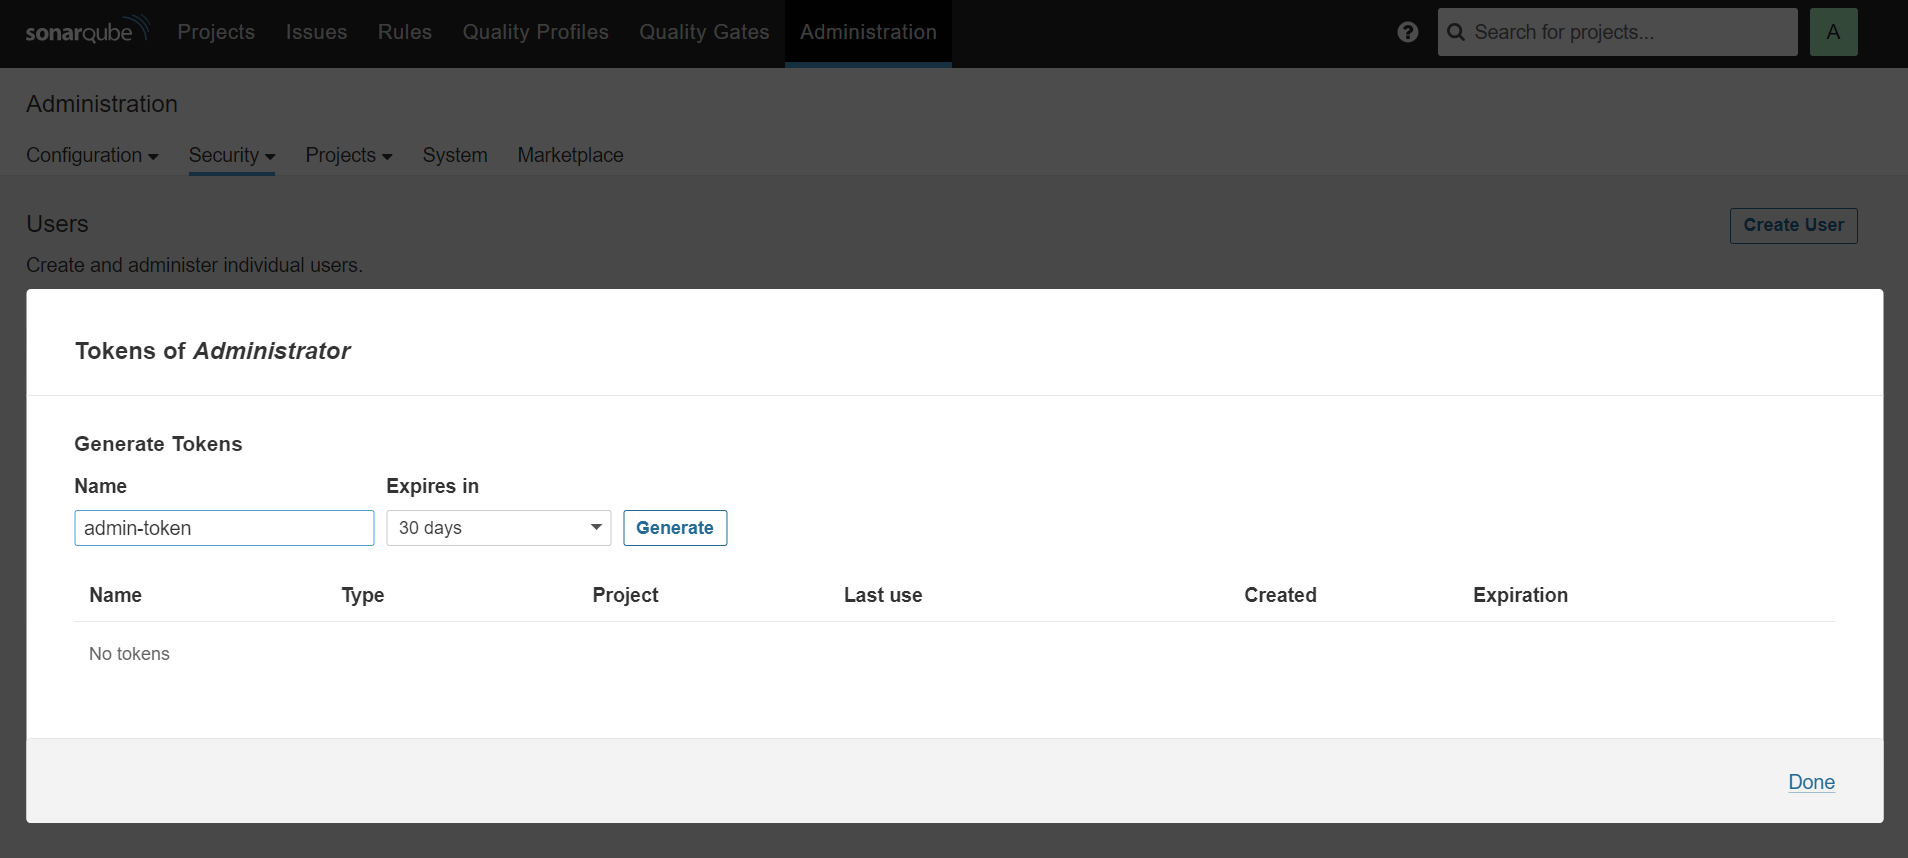 sonarqube Projects Issues Rules Quality Profiles Quality Gates Administration ? Search for projects... A
Administration
Configuration Security Projects System Marketplace
Users Create User
Create and administer individual users.
Tokens of Administrator
Generate Tokens
Name Expires in
admin-token 30 days Generate
Name Type Project Last use Created Expiration
No tokens
Done